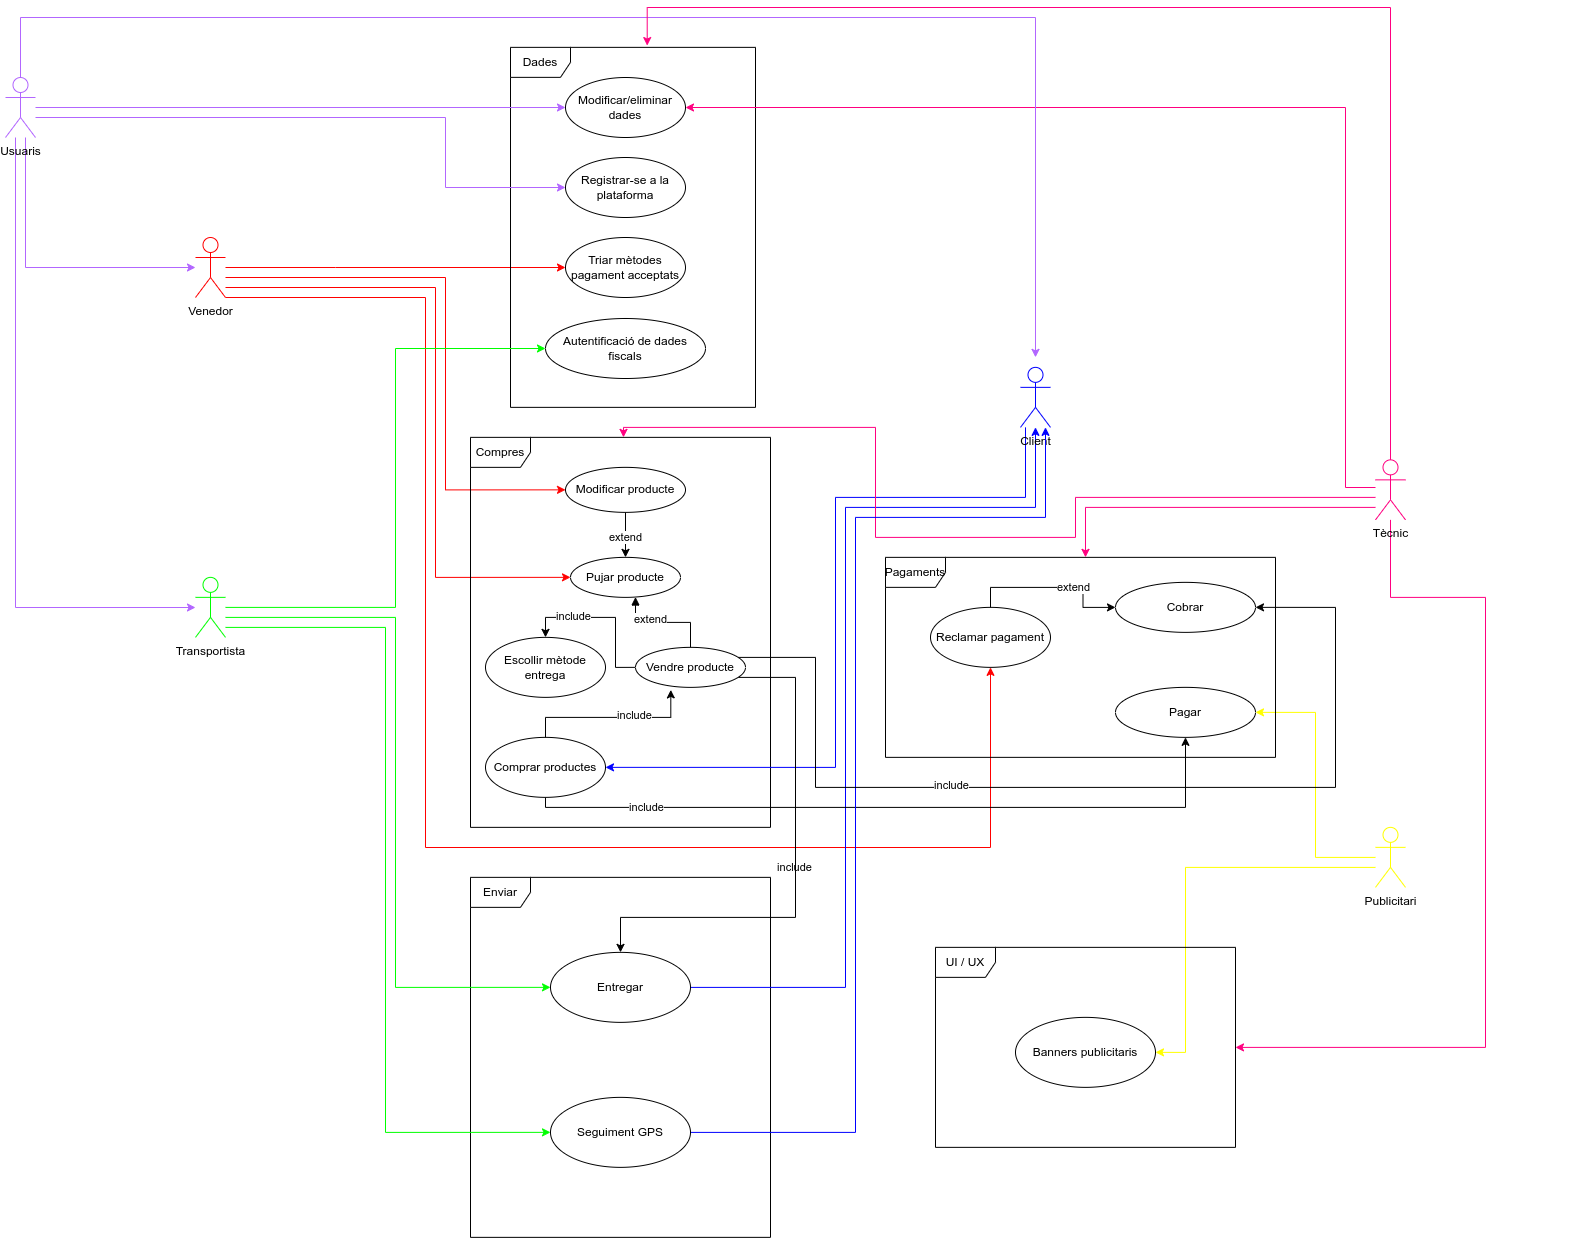 Dades
Modificar/eliminar
dades
Usuaris
Registrar-se a la
plataforma
Triar mètodes
pagament acceptats
Venedor
Autentificació de dades
fiscals
Client
Compres
Modificar producte
Tècnic
extend
Pagaments
Pujar producte
extend
Cobrar
include
extend
Reclamar pagament
Transportista
Escollir mètode
entrega
Vendre producte
include
Pagar
Comprar productes
include
include
include
Enviar
Publicitari
UI / UX
Entregar
Banners publicitaris
Seguiment GPS